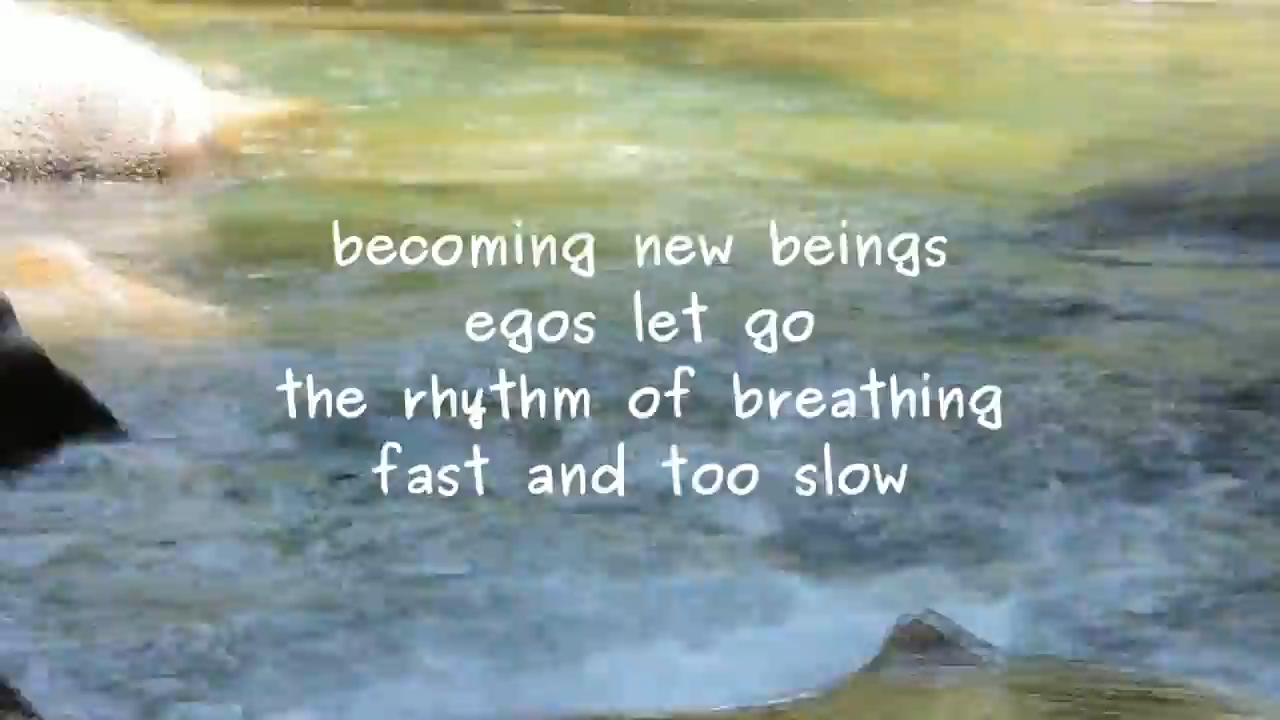 becoming new beings
egos let go
the rhythm of breathing
fast and too slow